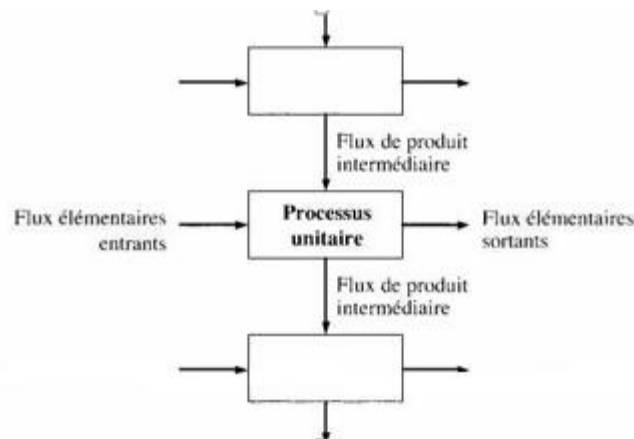 Flux de produit
intermédiaire
Flux élémentaires
entrants
Processus
unitaire
Flux élémentaires
sortants
Flux de produit
intermédiaire